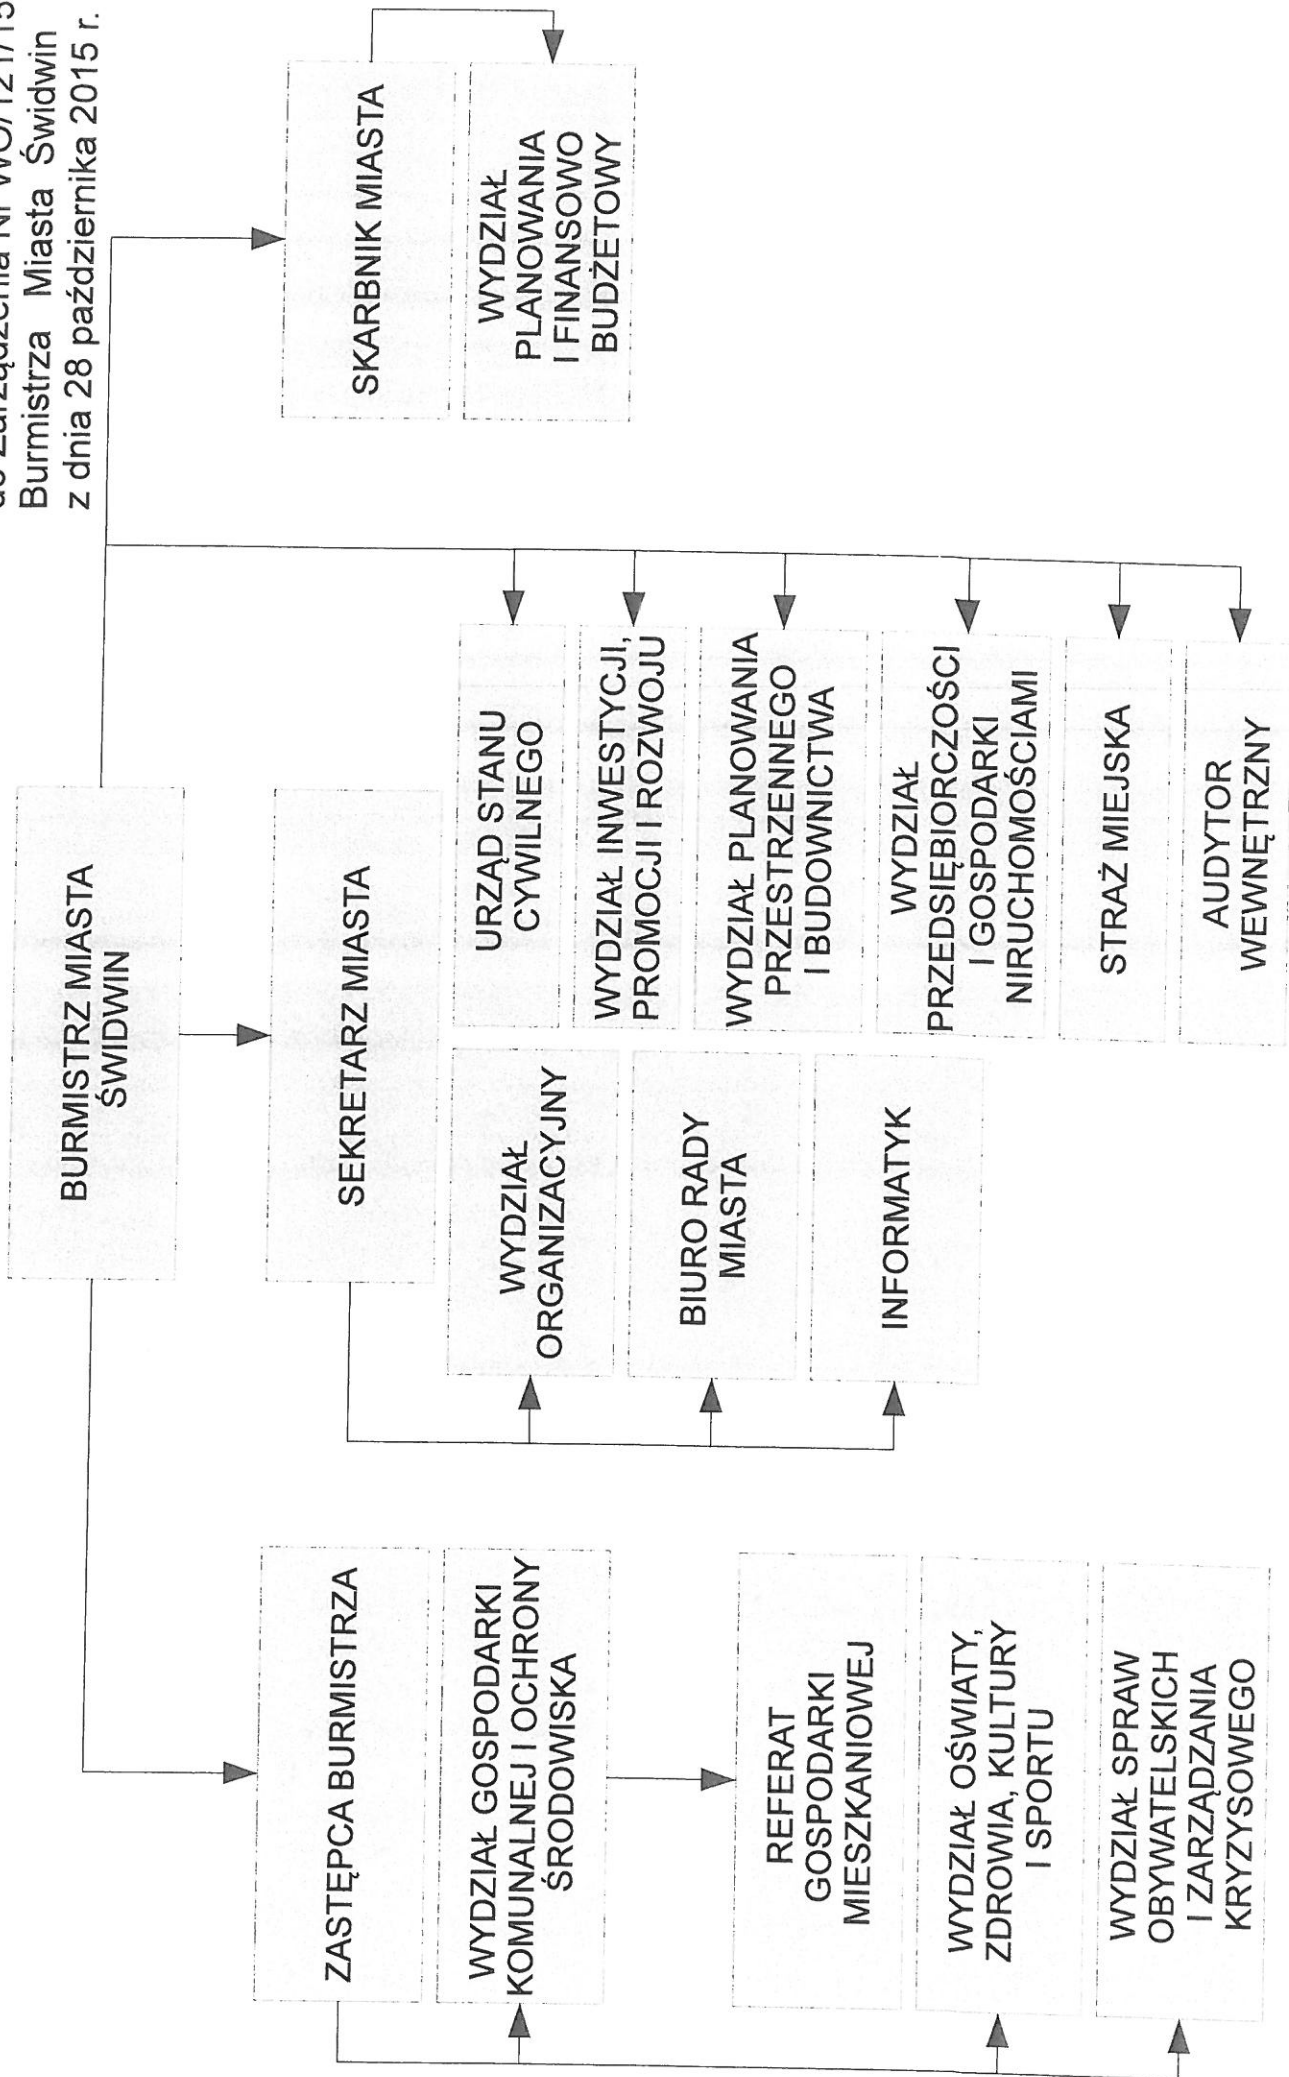 do Zarządzenia Nr WO/121/15
Burmistrza Miasta Świdwin
z dnia 28 października 2015 r.
BURMISTRZ MIASTA
ŚWIDWIN
ZASTĘPCA BURMISTRZA
WYDZIAŁ GOSPODARKI
KOMUNALNEJ I OCHRONY
ŚRODOWISKA
REFERAT
GOSPODARKI
MIESZKANIOWEJ
WYDZIAŁ OŚWIATY,
ZDROWIA, KULTURY
I SPORTU
WYDZIAŁ SPRAW
OBYWATELSKICH
I ZARZĄDZANIA
KRYZYSOWEGO
SEKRETARZ MIASTA
WYDZIAŁ
ORGANIZACYJNY
BIURO RADY
MIASTA
INFORMATYK
URZĄD STANU
CYWILNEGO
WYDZIAŁ INWESTYCJI,
PROMOCJI I ROZWOJU
WYDZIAŁ PLANOWANIA
PRZESTRZENNEGO
I BUDOWNICTWA
WYDZIAŁ
PRZEDSIĘBIORCZOŚCI
I GOSPODARKI
NIRUCHOMOŚCIAMI
STRAŻ MIEJSKA
AUDYTOR
WEWNĘTRZNY
SKARBNIK MIASTA
WYDZIAŁ
PLANOWANIA
I FINANSOWO
BUDŻETOWY